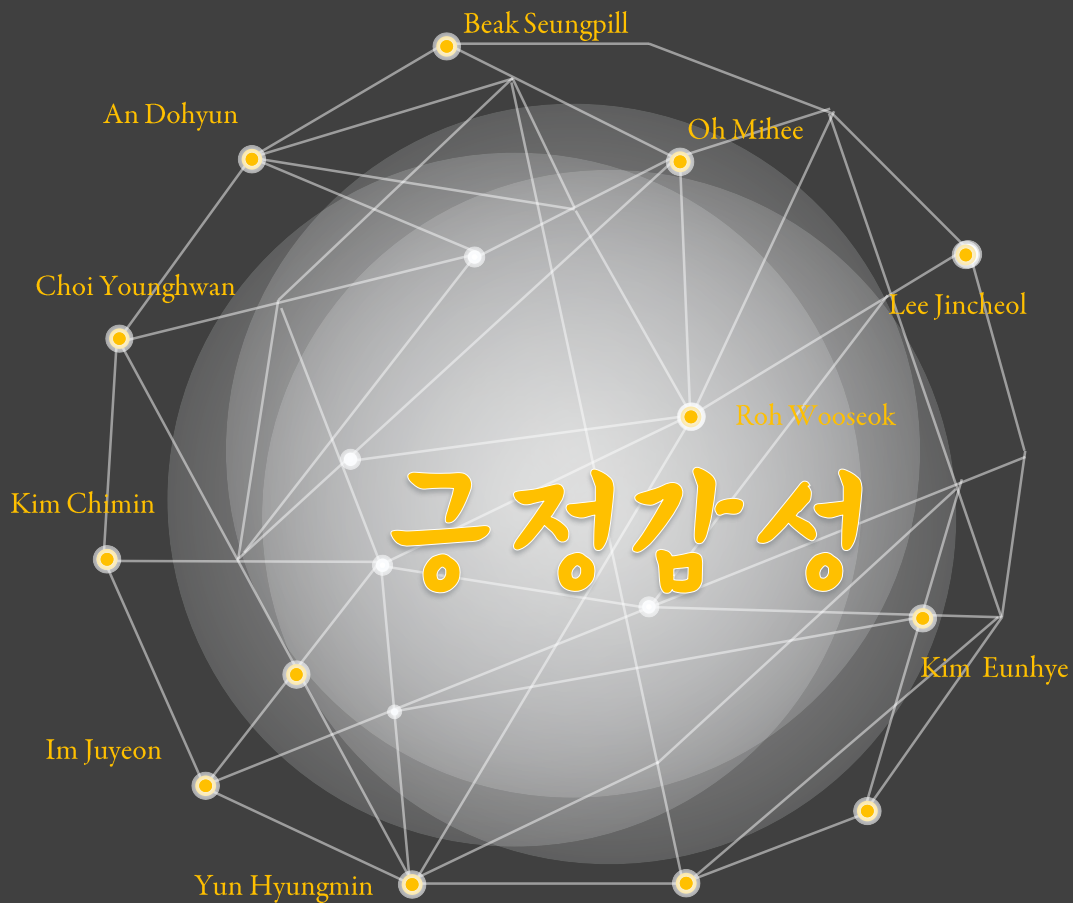 Beak Seungpill
An Dohyun
Oh Mihee
Choi Younghwan
Lee Jincheol
Roh Wooseok
Kim Chimin
긍정감성
Kim Eunhye
Im Juyeon
Yun Hyungmin